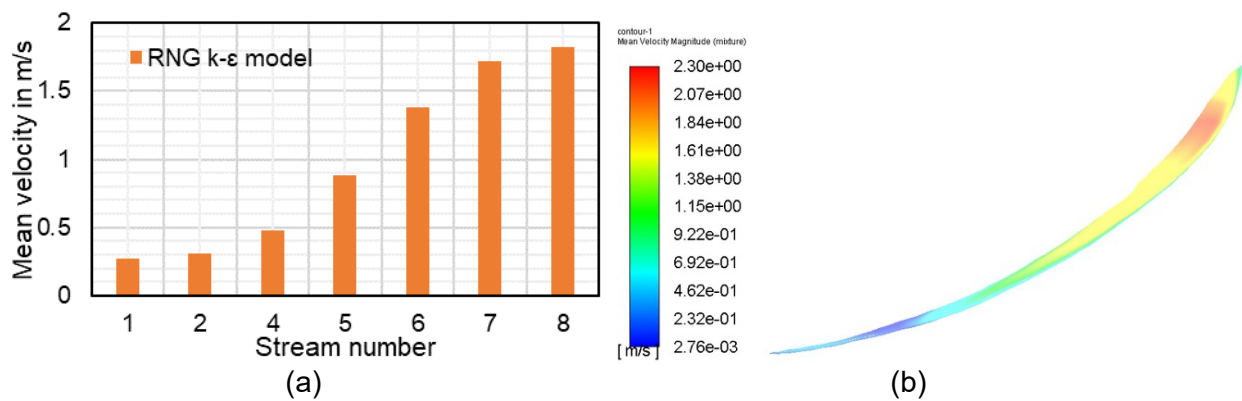 2
1.5
1
0.5
0
Mean velocity in m/s
RNG k-ε model
1 2 4 5 6 7 8
Stream number
(a)
contour-1
Mean Velocity Magnitude (mixture)
2.30e+00
2.07e+00
1.84e+00
1.61e+00
1.38e+00
1.15e+00
9.22e-01
6.92e-01
4.62e-01
2.32e-01
2.76e-03
[ m/s ]
(b)